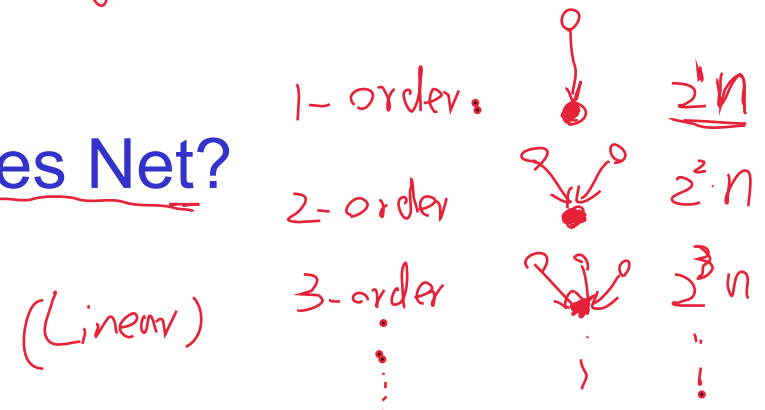 1-order: 2¹n
es Net?
2-order 2²·n
3-order 2³n
(Linear)